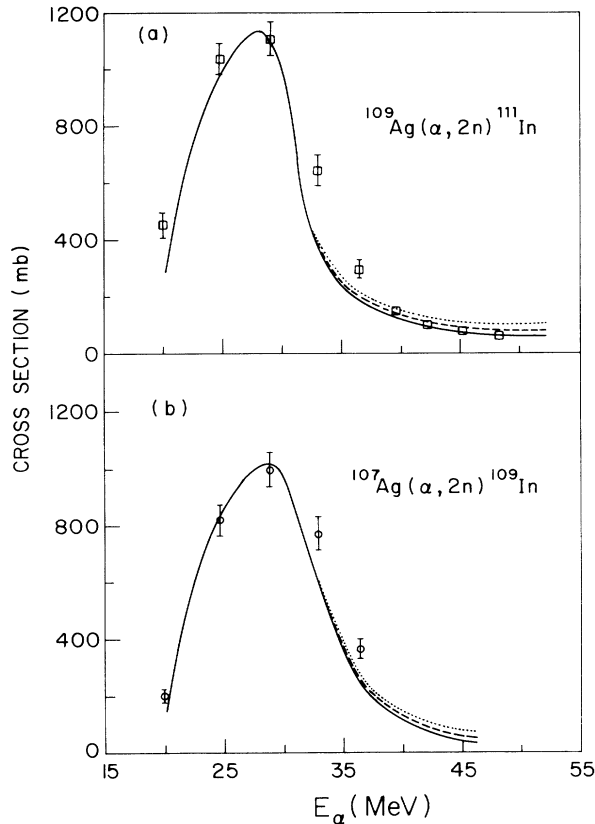 1200
(a)
¹⁰⁹Ag(α,2n)¹¹¹In
800
400
0
CROSS SECTION (mb)
1200
(b)
¹⁰⁷Ag(α,2n)¹⁰⁹In
800
400
0
15 25 35 45 55
Eα(MeV)